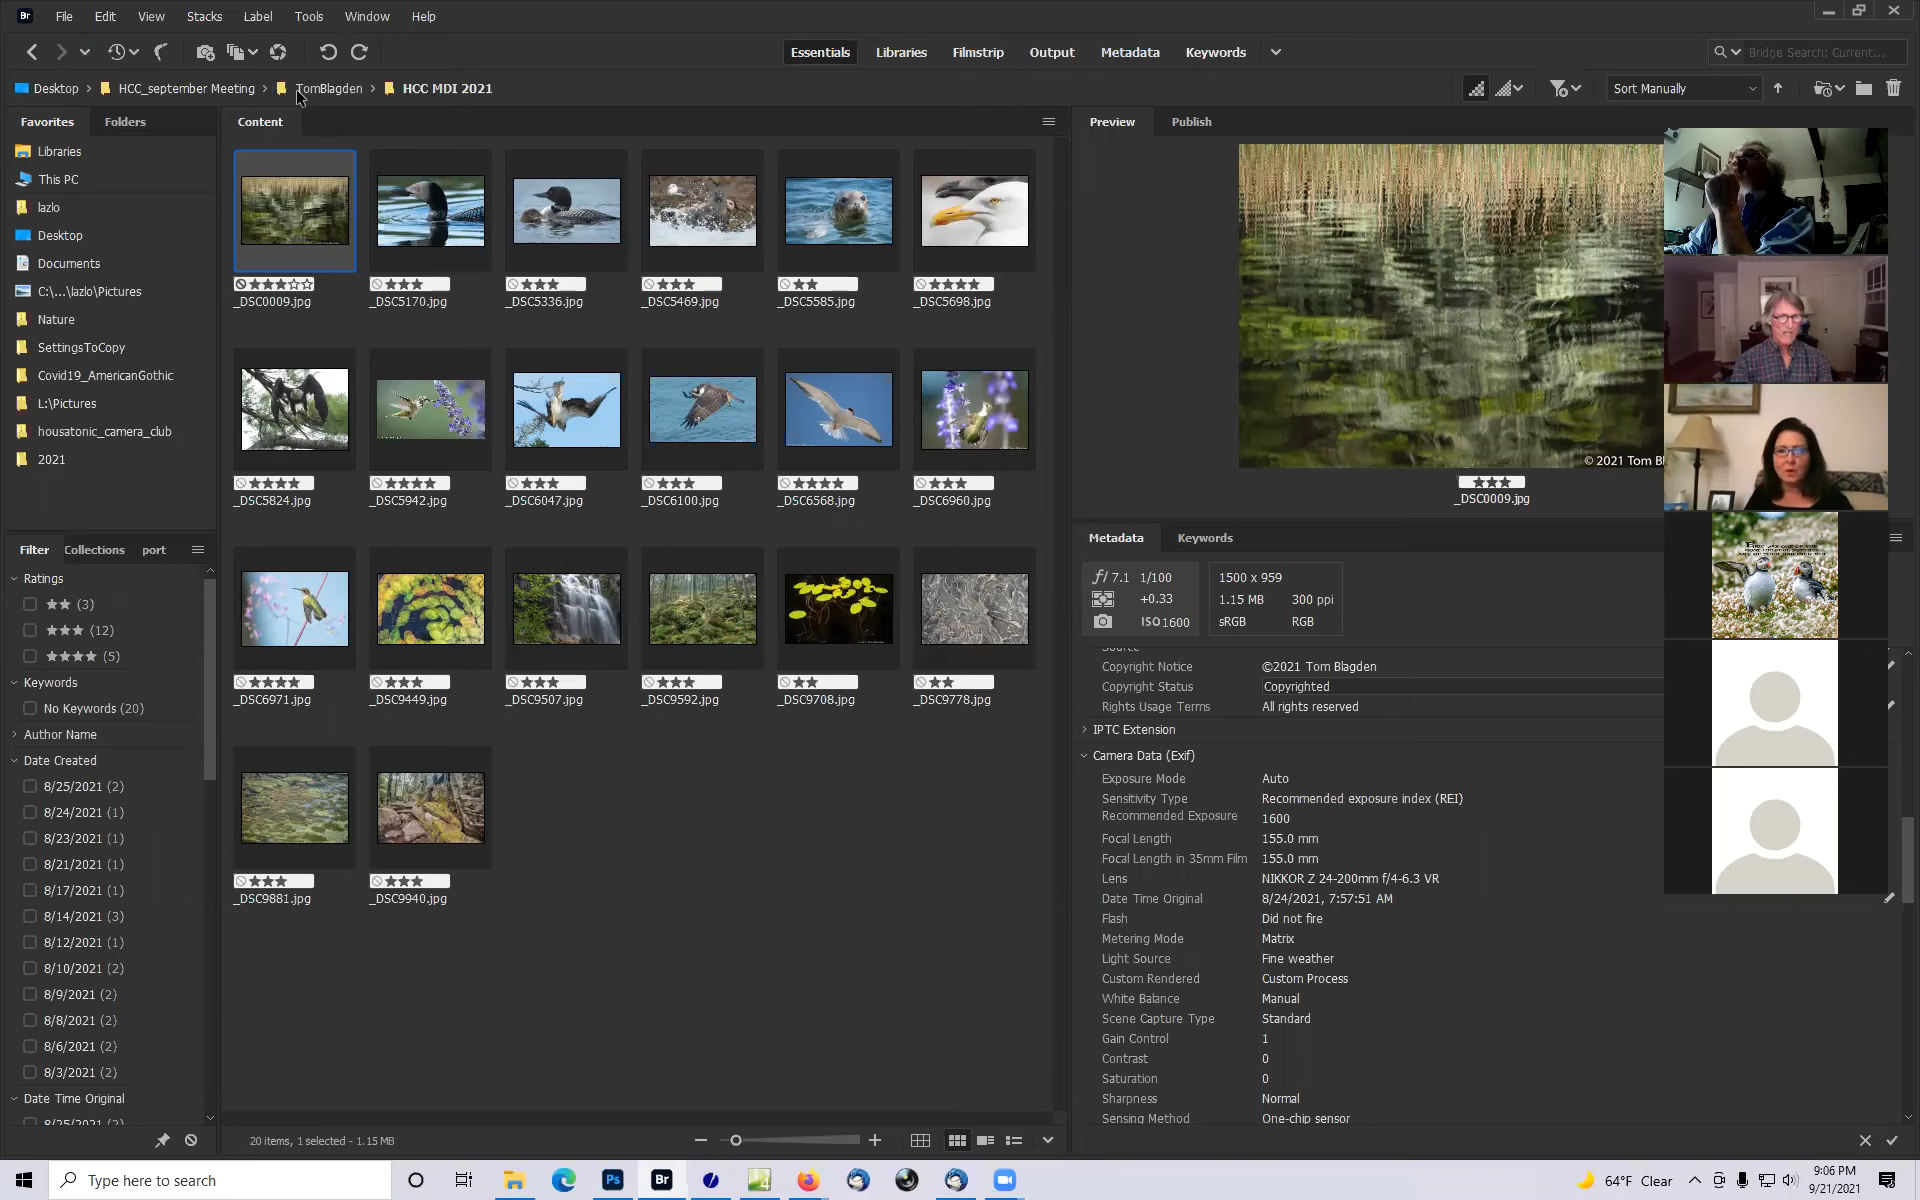 Br File Edit View Stacks Label Tools Window Help
Essentials Libraries Filmstrip Output Metadata Keywords
Bridge Search: Current...
Desktop HCC_september Meeting TomBlagden HCC MDI 2021
Sort Manually
Favorites Folders
Libraries
This PC
lazlo
Desktop
Documents
C:\...\lazlo\Pictures
Nature
SettingsToCopy
Covid19_AmericanGothic
L:\Pictures
housatonic_camera_club
2021
Filter Collections port
Ratings
★★ (3)
★★★ (12)
★★★★ (5)
Keywords
No Keywords (20)
Author Name
Date Created
8/25/2021 (2)
8/24/2021 (1)
8/23/2021 (1)
8/21/2021 (1)
8/17/2021 (1)
8/14/2021 (3)
8/12/2021 (1)
8/10/2021 (2)
8/9/2021 (2)
8/8/2021 (2)
8/6/2021 (2)
8/3/2021 (2)
Date Time Original
8/25/2021 (2)
Content
_DSC0009.jpg _DSC5170.jpg _DSC5336.jpg _DSC5469.jpg _DSC5585.jpg _DSC5698.jpg
_DSC5824.jpg _DSC5942.jpg _DSC6047.jpg _DSC6100.jpg _DSC6568.jpg _DSC6960.jpg
_DSC6971.jpg _DSC9449.jpg _DSC9507.jpg _DSC9592.jpg _DSC9708.jpg _DSC9778.jpg
_DSC9881.jpg _DSC9940.jpg
20 items, 1 selected - 1.15 MB
Preview Publish
© 2021 Tom Bl
_DSC0009.jpg
Metadata Keywords
f/ 7.1 1/100
+0.33
ISO1600
1500 x 959
1.15 MB 300 ppi
sRGB RGB
Source
Copyright Notice ©2021 Tom Blagden
Copyright Status Copyrighted
Rights Usage Terms All rights reserved
IPTC Extension
Camera Data (Exif)
Exposure Mode Auto
Sensitivity Type Recommended exposure index (REI)
Recommended Exposure 1600
Focal Length 155.0 mm
Focal Length in 35mm Film 155.0 mm
Lens NIKKOR Z 24-200mm f/4-6.3 VR
Date Time Original 8/24/2021, 7:57:51 AM
Flash Did not fire
Metering Mode Matrix
Light Source Fine weather
Custom Rendered Custom Process
White Balance Manual
Scene Capture Type Standard
Gain Control 1
Contrast 0
Saturation 0
Sharpness Normal
Sensing Method One-chip sensor
Type here to search
Ps Br
64°F Clear
9:06 PM
9/21/2021